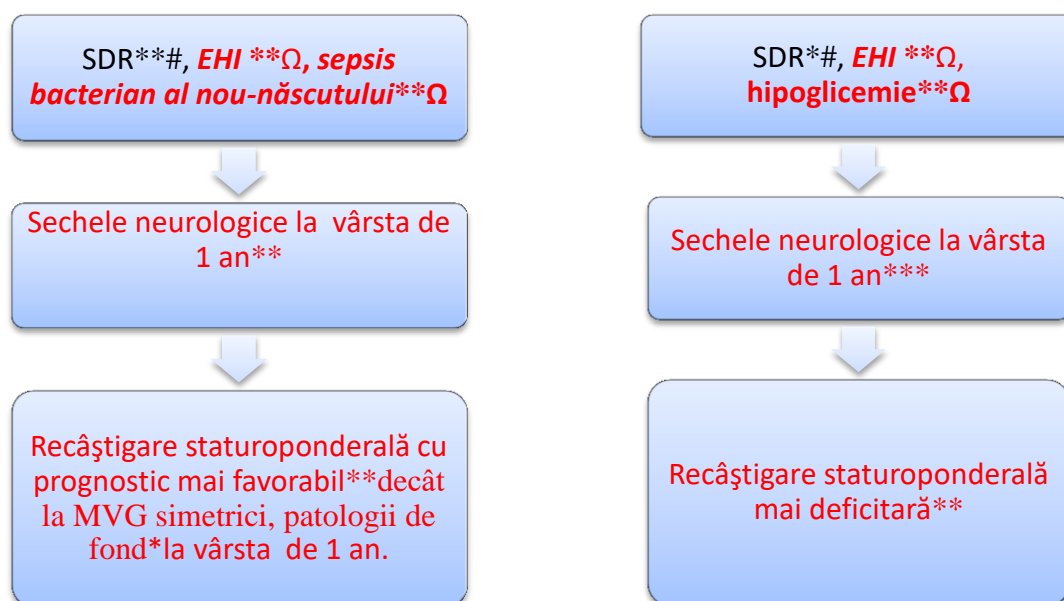 SDR**#, EHI **Ω, sepsis
bacterian al nou-născutului**Ω
Sechele neurologice la vârsta de
1 an**
Recâştigare staturoponderală cu
prognostic mai favorabil**decât
la MVG simetrici, patologii de
fond*la vârsta de 1 an.
SDR*#, EHI **Ω,
hipoglicemie**Ω
Sechele neurologice la vârsta
de 1 an***
Recâştigare staturoponderală
mai deficitară**